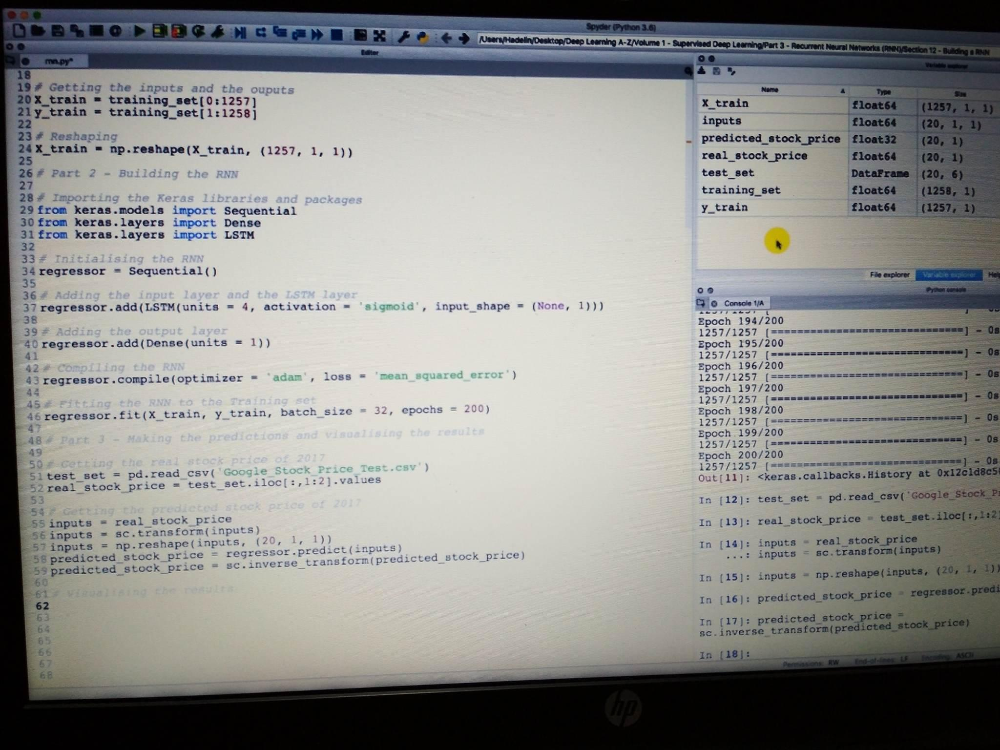 Spyder (Python 3.6)
/Users/Hadelin/Desktop/Deep Learning A-Z/Volume 1 - Supervised Deep Learning/Part 3 - Recurrent Neural Networks (RNN)/Section 12 - Building a RNN
Editor
rnn.py*
18
19 # Getting the inputs and the ouputs
20 X_train = training_set[0:1257]
21 y_train = training_set[1:1258]
22
23 # Reshaping
24 X_train = np.reshape(X_train, (1257, 1, 1))
25
26 # Part 2 - Building the RNN
27
28 # Importing the Keras libraries and packages
29 from keras.models import Sequential
30 from keras.layers import Dense
31 from keras.layers import LSTM
32
33 # Initialising the RNN
34 regressor = Sequential()
35
36 # Adding the input layer and the LSTM layer
37 regressor.add(LSTM(units = 4, activation = 'sigmoid', input_shape = (None, 1)))
38
39 # Adding the output layer
40 regressor.add(Dense(units = 1))
41
42 # Compiling the RNN
43 regressor.compile(optimizer = 'adam', loss = 'mean_squared_error')
44
45 # Fitting the RNN to the Training set
46 regressor.fit(X_train, y_train, batch_size = 32, epochs = 200)
47
48 # Part 3 - Making the predictions and visualising the results
49
50 # Getting the real stock price of 2017
51 test_set = pd.read_csv('Google_Stock_Price_Test.csv')
52 real_stock_price = test_set.iloc[:,1:2].values
53
54 # Getting the predicted stock price of 2017
55 inputs = real_stock_price
56 inputs = sc.transform(inputs)
57 inputs = np.reshape(inputs, (20, 1, 1))
58 predicted_stock_price = regressor.predict(inputs)
59 predicted_stock_price = sc.inverse_transform(predicted_stock_price)
60
61 # Visualising the results
62
63
64
65
66
67
68
Variable explorer
Name Type Size
X_train float64 (1257, 1, 1)
inputs float64 (20, 1, 1)
predicted_stock_price float32 (20, 1)
real_stock_price float64 (20, 1)
test_set DataFrame (20, 6)
training_set float64 (1258, 1)
y_train float64 (1257, 1)
File explorer Variable explorer Help
IPython console
Console 1/A
1257/1257 [==============================] - 0s
Epoch 194/200
1257/1257 [==============================] - 0s
Epoch 195/200
1257/1257 [==============================] - 0s
Epoch 196/200
1257/1257 [==============================] - 0s
Epoch 197/200
1257/1257 [==============================] - 0s
Epoch 198/200
1257/1257 [==============================] - 0s
Epoch 199/200
1257/1257 [==============================] - 0s
Epoch 200/200
1257/1257 [==============================] - 0s
Out[11]: <keras.callbacks.History at 0x12c1d8c50
In [12]: test_set = pd.read_csv('Google_Stock_Pr
In [13]: real_stock_price = test_set.iloc[:,1:2]
In [14]: inputs = real_stock_price
...: inputs = sc.transform(inputs)
In [15]: inputs = np.reshape(inputs, (20, 1, 1))
In [16]: predicted_stock_price = regressor.predi
In [17]: predicted_stock_price =
sc.inverse_transform(predicted_stock_price)
In [18]:
Permissions: RW End-of-lines: LF Encoding: ASCII
hp